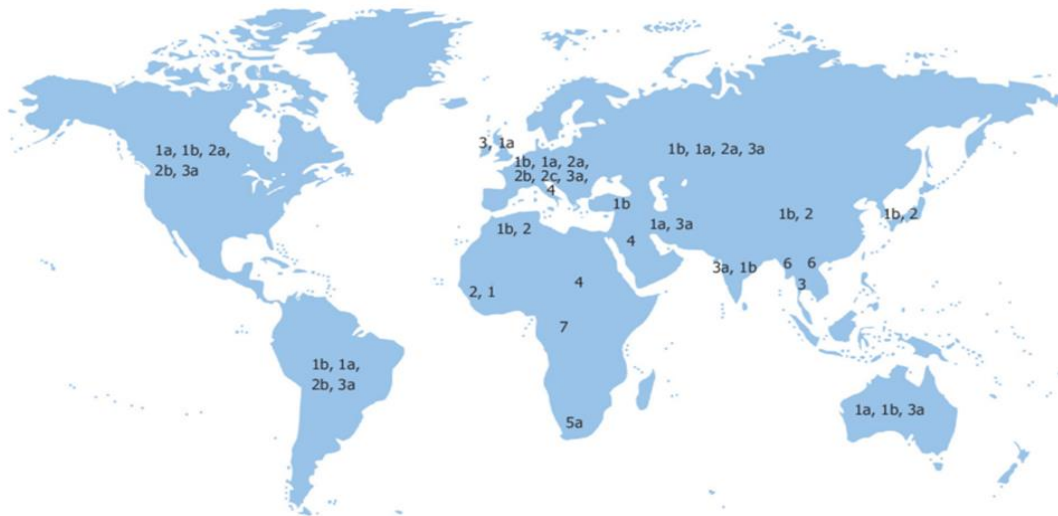 1a, 1b, 2a,
2b, 3a
3, 1a
1b, 1a, 2a,
2b, 2c, 3a,
4
1b, 1a, 2a, 3a
1b
1b, 2
1b, 2
1b, 2
1a, 3a
4
3a, 1b
6
6
3
4
2, 1
7
1b, 1a,
2b, 3a
5a
1a, 1b, 3a